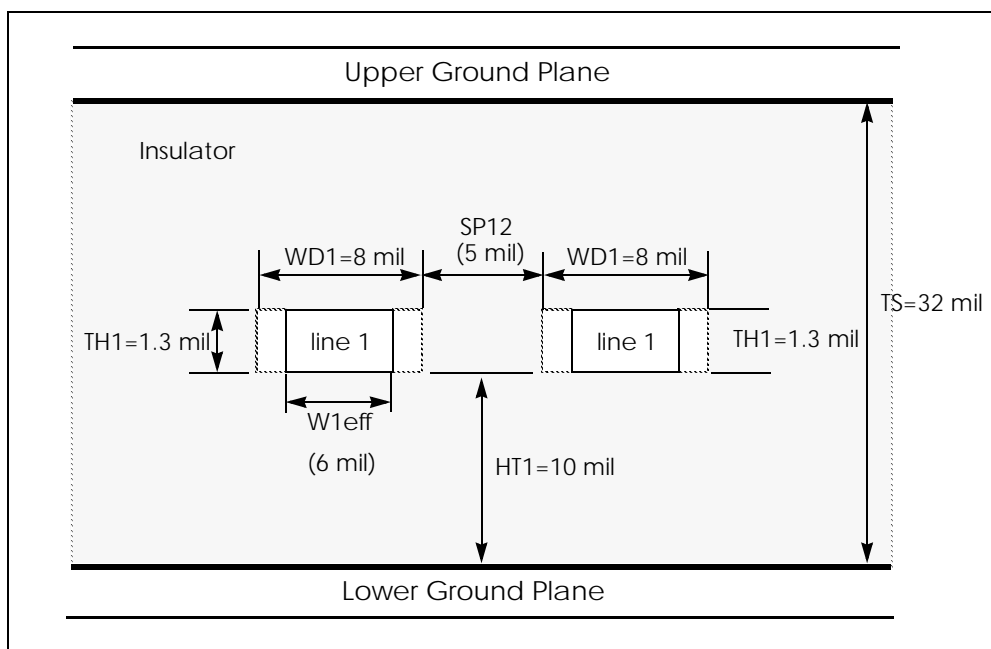 Upper Ground Plane
Insulator
SP12
(5 mil)
WD1=8 mil
WD1=8 mil
TS=32 mil
TH1=1.3 mil
line 1
line 1
TH1=1.3 mil
W1eff
(6 mil)
HT1=10 mil
Lower Ground Plane